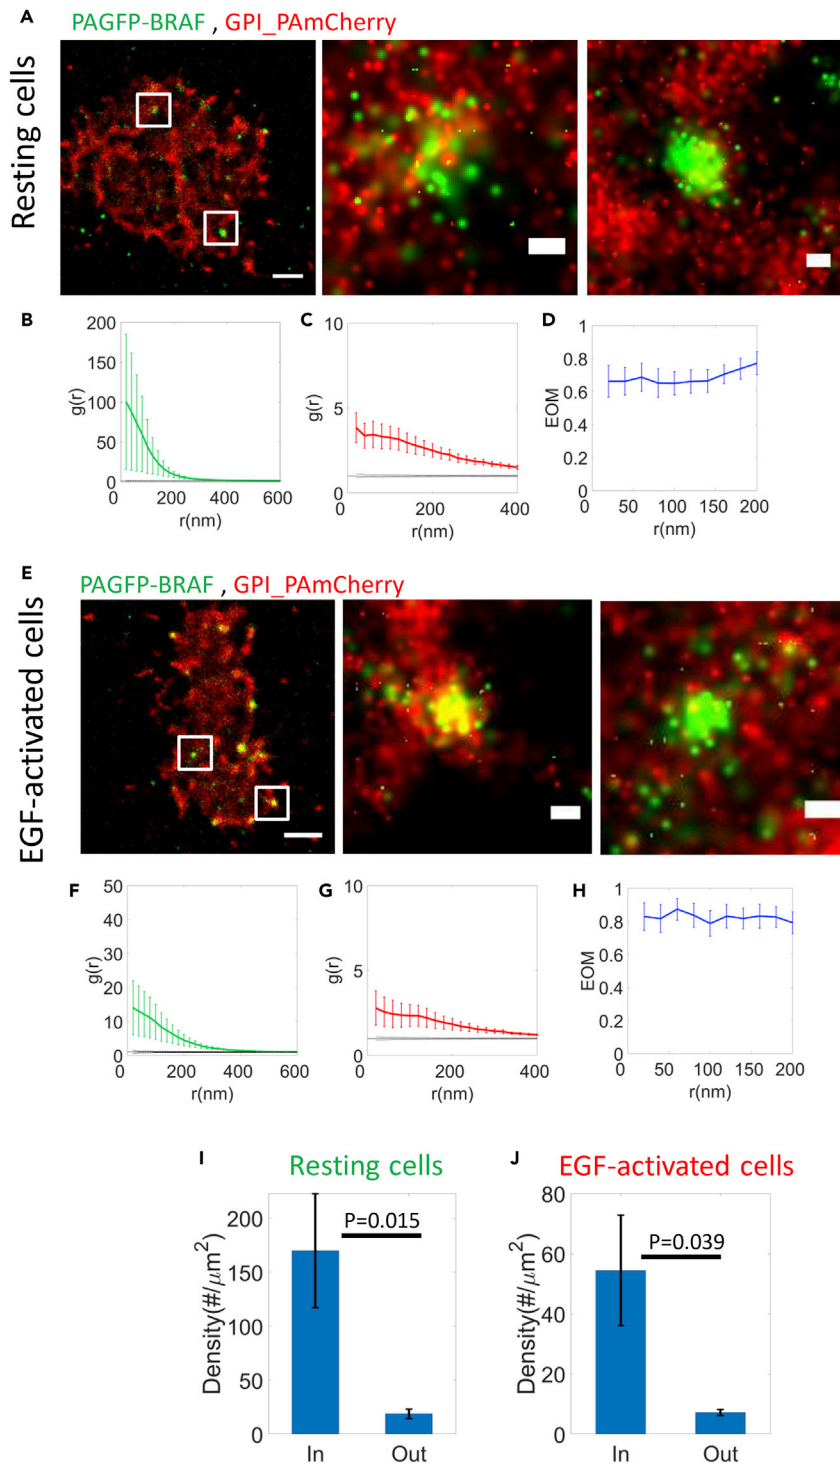 A
PAGFP-BRAF , GPI_PAmCherry
Resting cells
B
200
150
100
50
0
g(r)
0
200
400
600
r(nm)
C
10
5
0
g(r)
0
200
400
r(nm)
D
1
0.8
0.6
0.4
0.2
0
EOM
0
50
100
150
200
r(nm)
E
PAGFP-BRAF , GPI_PAmCherry
EGF-activated cells
F
50
40
30
20
10
0
g(r)
0
200
400
600
r(nm)
G
10
5
0
g(r)
0
200
400
r(nm)
H
1
0.8
0.6
0.4
0.2
0
EOM
0
50
100
150
200
r(nm)
I
Resting cells
P=0.015
200
150
100
50
0
Density(#/μm²)
In
Out
J
EGF-activated cells
P=0.039
80
60
40
20
0
Density(#/μm²)
In
Out